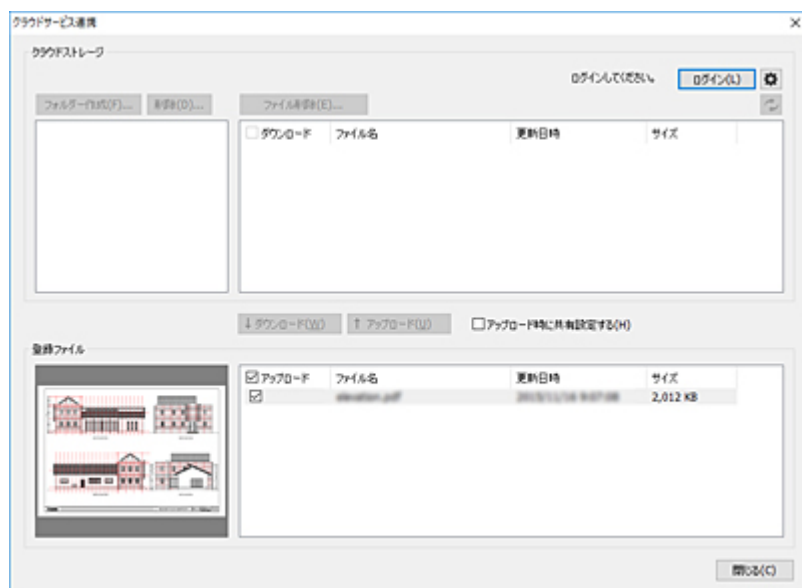 クラウドサービス連携
クラウドストレージ
ログインしてください。 ログイン(L)
フォルダー作成(F)... 削除(D)... ファイル削除(E)...
ダウンロード ファイル名 更新日時 サイズ
↓ダウンロード(W) ↑アップロード(U) アップロード時に共有設定する(H)
登録ファイル
アップロード ファイル名 更新日時 サイズ
elevation.pdf 2,012 KB
閉じる(C)